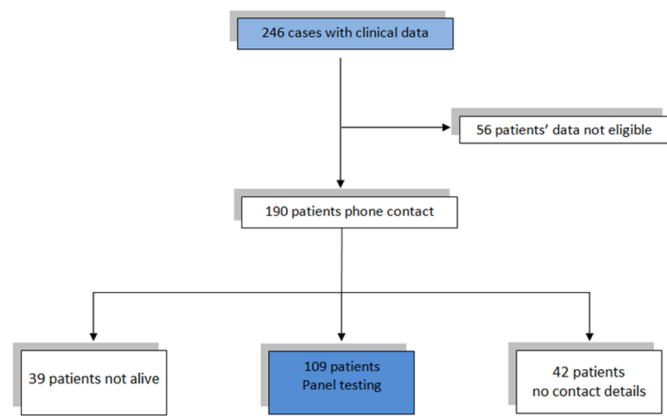 246 cases with clinical data
56 patients' data not eligible
190 patients phone contact
39 patients not alive
109 patients
Panel testing
42 patients
no contact details